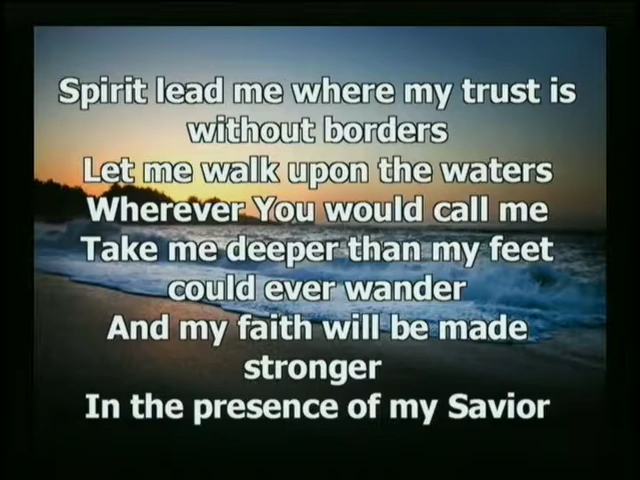 Spirit lead me where my trust is
without borders
Let me walk upon the waters
Wherever You would call me
Take me deeper than my feet
could ever wander
And my faith will be made
stronger
In the presence of my Savior